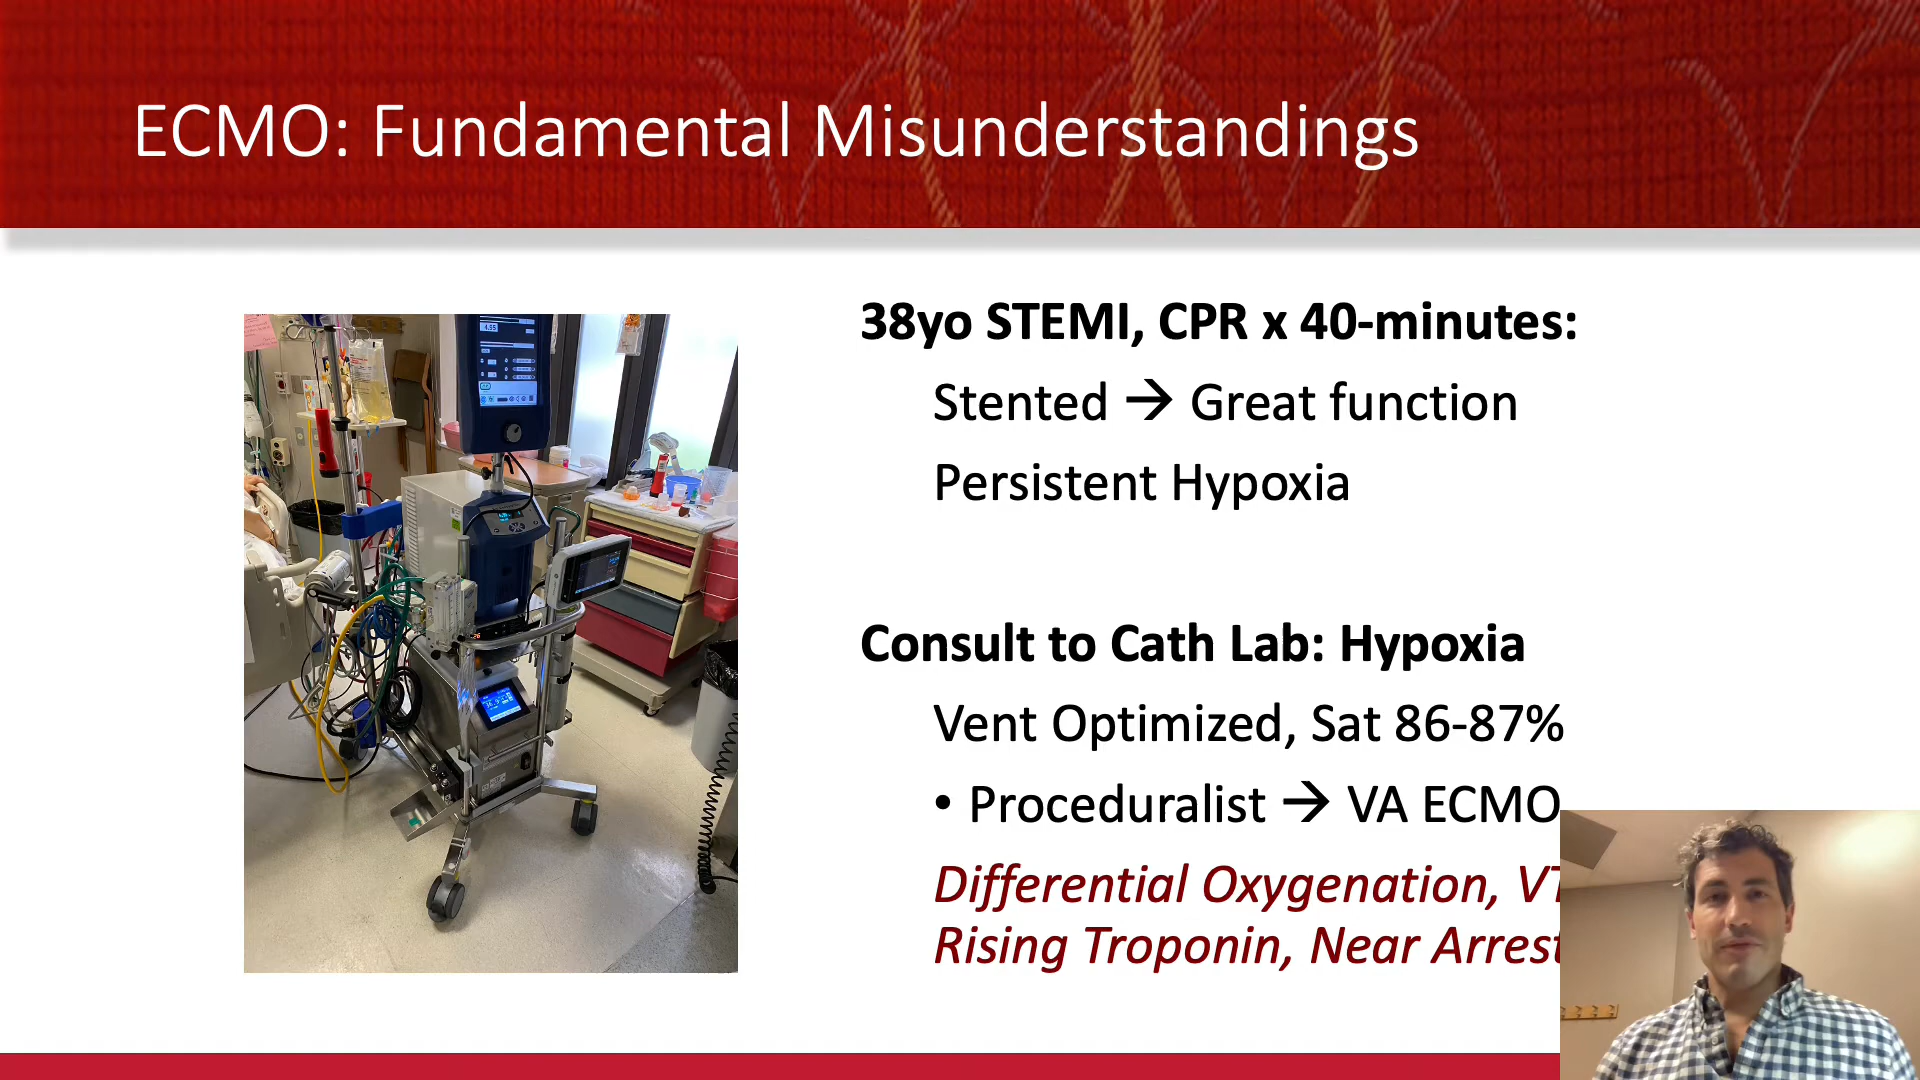 ECMO: Fundamental Misunderstandings
38yo STEMI, CPR x 40-minutes:
Stented → Great function
Persistent Hypoxia
Consult to Cath Lab: Hypoxia
Vent Optimized, Sat 86-87%
• Proceduralist → VA ECMO
Differential Oxygenation,
Rising Troponin, Near Arrest